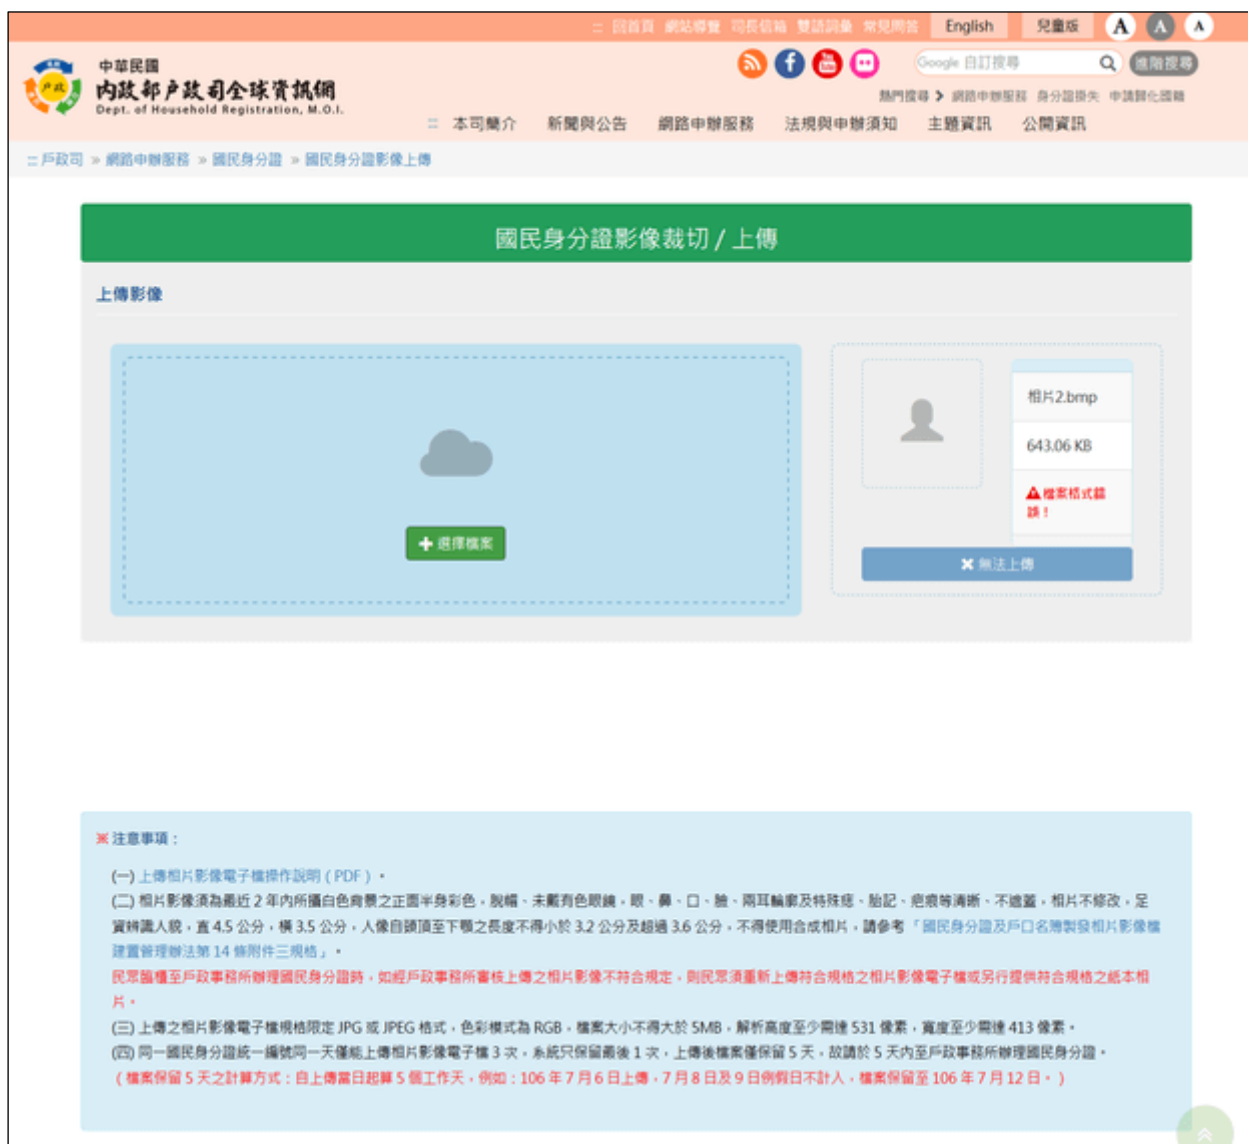 :: 回首頁 網站導覽 司長信箱 雙語詞彙 常見問答 English 兒童版 A A A
中華民國
內政部戶政司全球資訊網
Dept. of Household Registration, M.O.I.
戶政
Google 自訂搜尋 進階搜尋
熱門搜尋 > 網路申辦服務 身分證掛失 申請歸化國籍
:: 本司簡介 新聞與公告 網路申辦服務 法規與申辦須知 主題資訊 公開資訊
:: 戶政司 » 網路申辦服務 » 國民身分證 » 國民身分證影像上傳
國民身分證影像裁切 / 上傳
上傳影像
+ 選擇檔案
相片2.bmp
643.06 KB
檔案格式錯
誤！
× 無法上傳
※注意事項：
(一) 上傳相片影像電子檔操作說明 ( PDF ) 。
(二) 相片影像須為最近 2 年內所攝白色背景之正面半身彩色，脫帽、未戴有色眼鏡，眼、鼻、口、臉、兩耳輪廓及特殊痣、胎記、疤痕等清晰、不遮蓋，相片不修改，足
資辨識人貌，直 4.5 公分，橫 3.5 公分，人像自頭頂至下顎之長度不得小於 3.2 公分及超過 3.6 公分，不得使用合成相片，請參考 「國民身分證及戶口名簿製發相片影像檔
建置管理辦法第 14 條附件三規格」。
民眾臨櫃至戶政事務所辦理國民身分證時，如經戶政事務所審核上傳之相片影像不符合規定，則民眾須重新上傳符合規格之相片影像電子檔或另行提供符合規格之紙本相
片。
(三) 上傳之相片影像電子檔規格限定 JPG 或 JPEG 格式，色彩模式為 RGB，檔案大小不得大於 5MB，解析高度至少需達 531 像素，寬度至少需達 413 像素。
(四) 同一國民身分證統一編號同一天僅能上傳相片影像電子檔 3 次，系統只保留最後 1 次，上傳後檔案僅保留 5 天，故請於 5 天內至戶政事務所辦理國民身分證。
( 檔案保留 5 天之計算方式：自上傳當日起算 5 個工作天，例如：106 年 7 月 6 日上傳，7 月 8 日及 9 日例假日不計入，檔案保留至 106 年 7 月 12 日。)